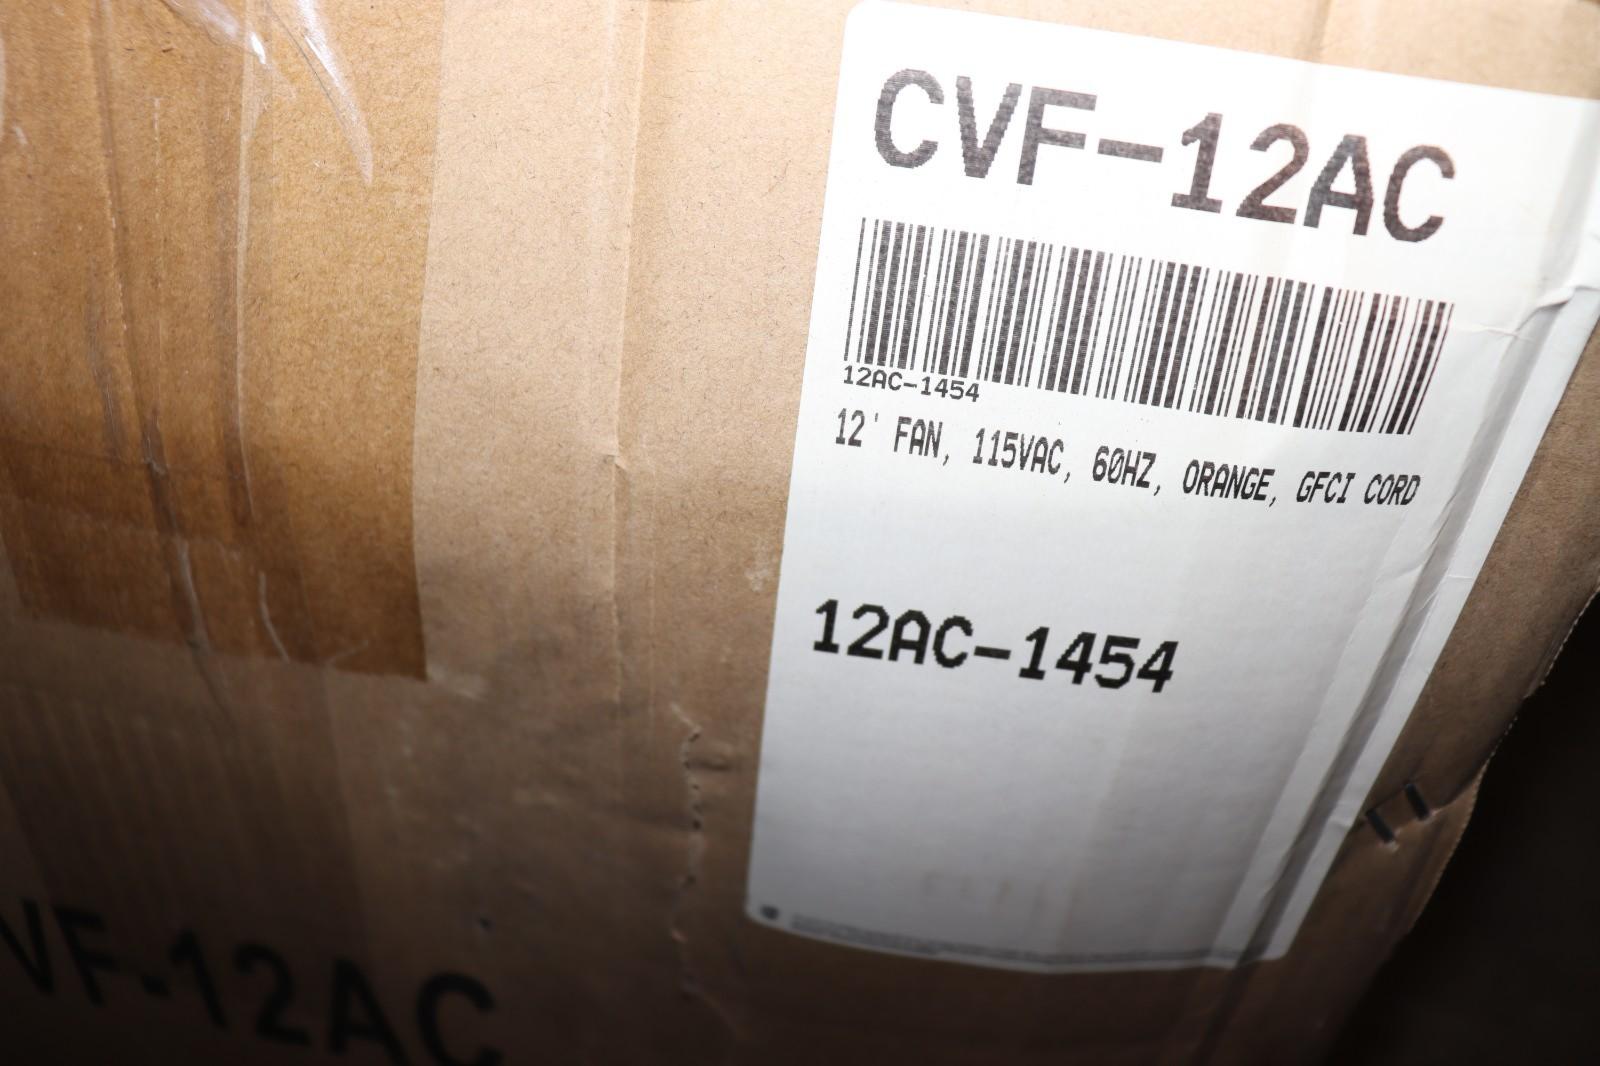 CVF-12AC
12AC-1454
12' FAN, 115VAC, 60HZ, ORANGE, GFCI CORD
12AC-1454
VF-12AC